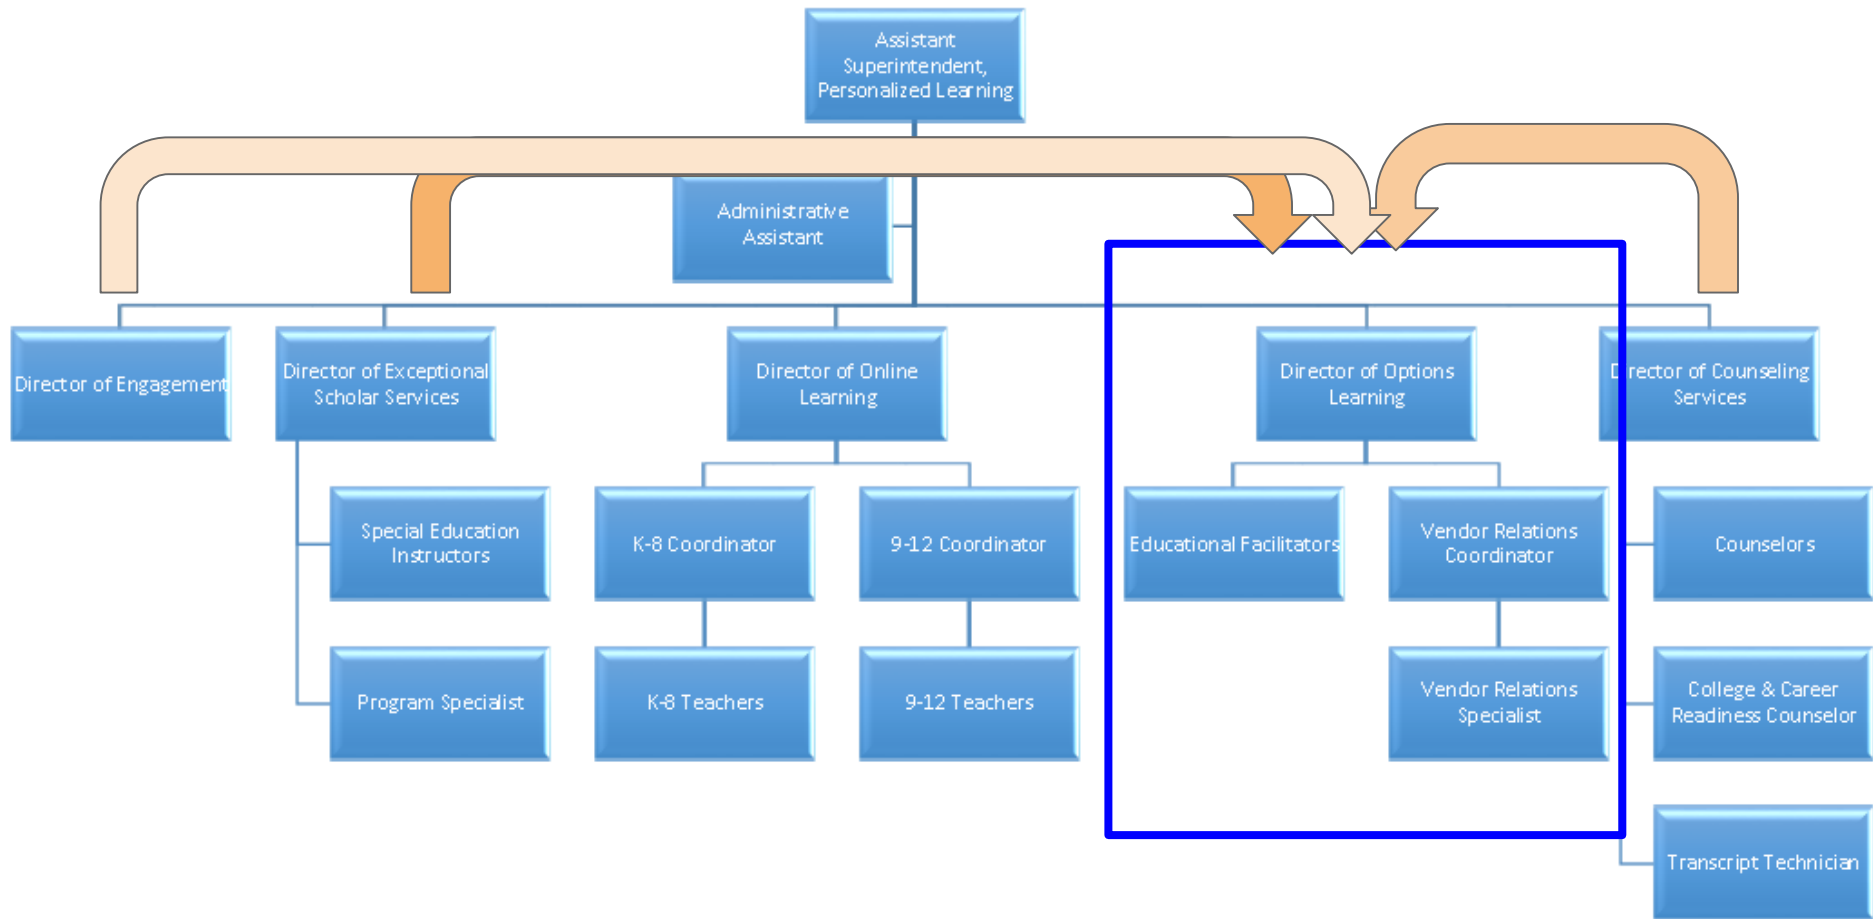 Assistant
Superintendent,
Personalized Learning
Administrative
Assistant
Director of Engagement
Director of Exceptional
Scholar Services
Director of Online
Learning
Director of Options
Learning
Director of Counseling
Services
Special Education
Instructors
K-8 Coordinator
9-12 Coordinator
Educational Facilitators
Vendor Relations
Coordinator
Counselors
Program Specialist
K-8 Teachers
9-12 Teachers
Vendor Relations
Specialist
College & Career
Readiness Counselor
Transcript Technician